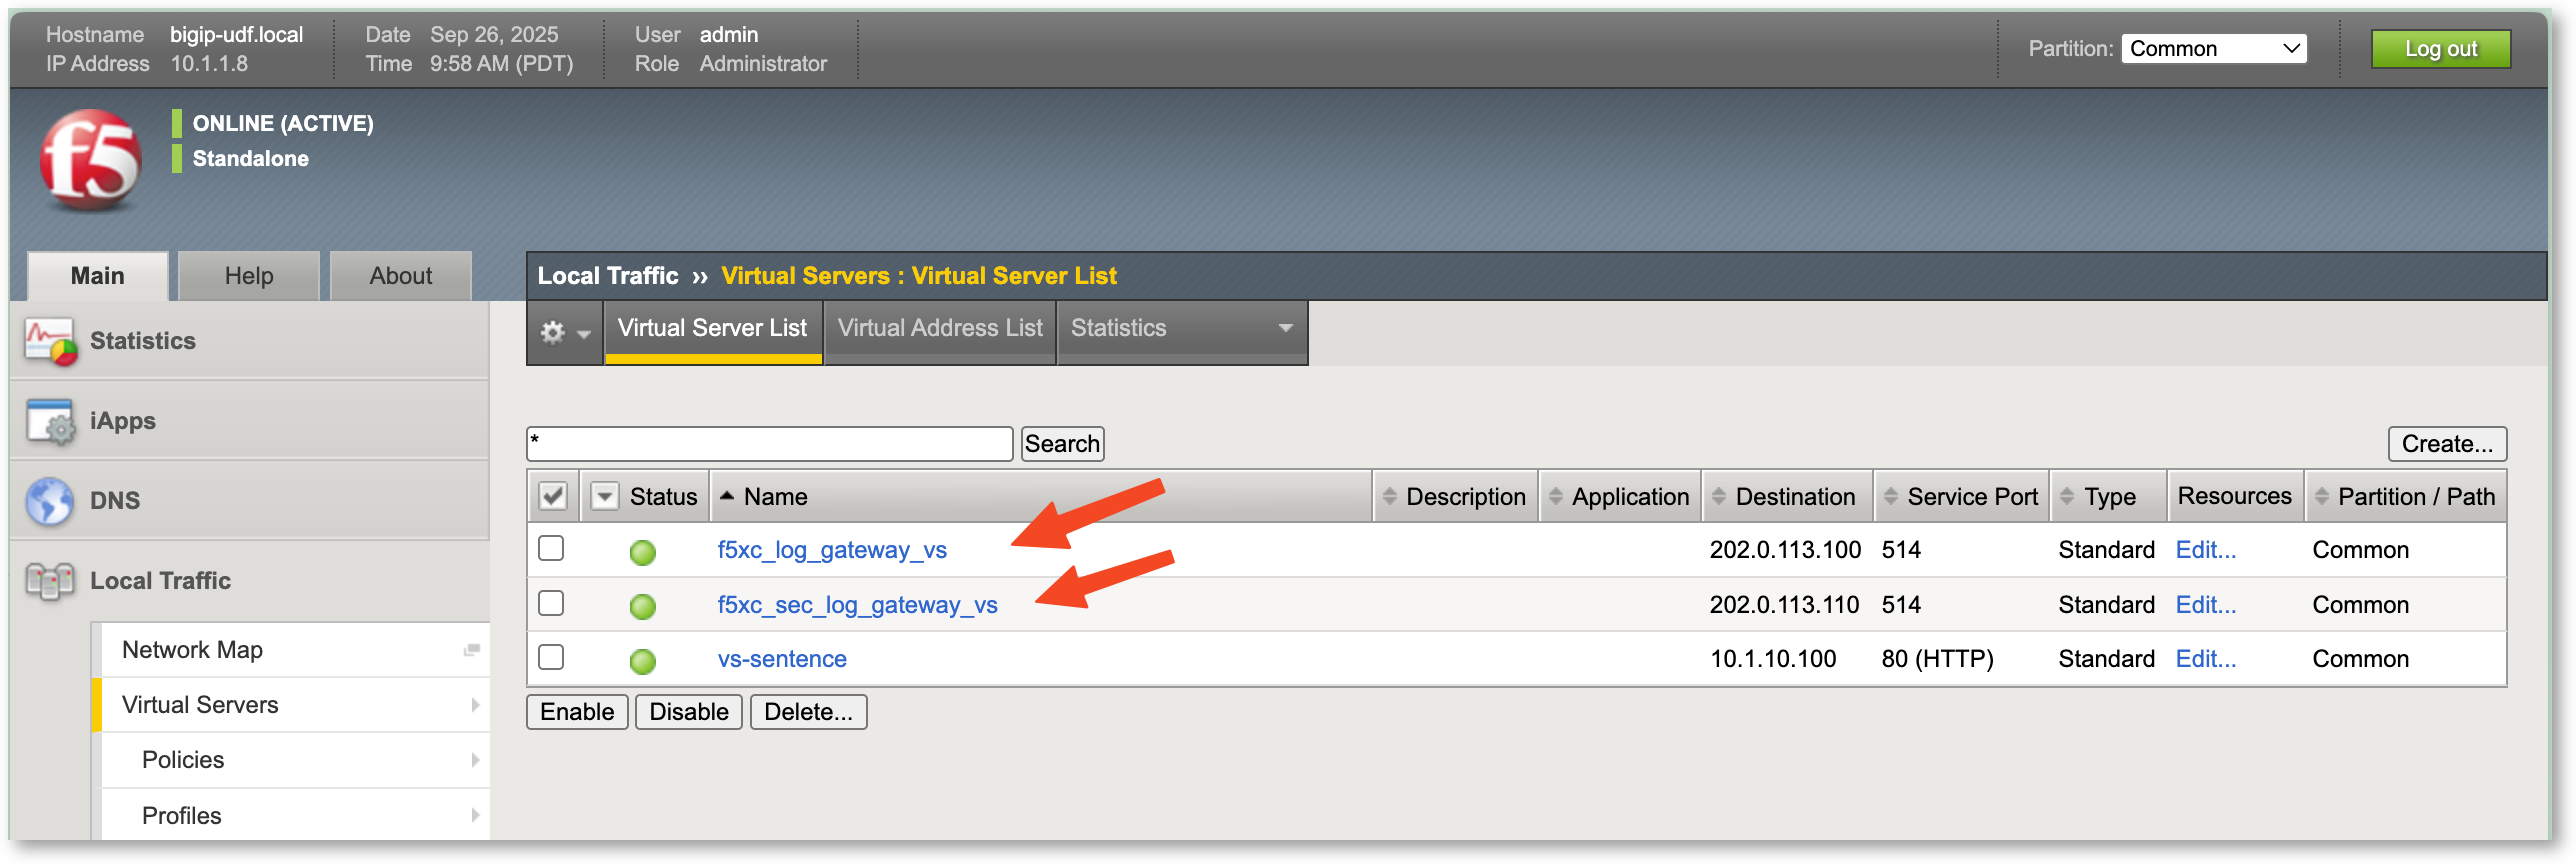 Hostname bigip-udf.local Date Sep 26, 2025 User admin
IP Address 10.1.1.8 Time 9:58 AM (PDT) Role Administrator
Partition: Common Log out
f5
ONLINE (ACTIVE)
Standalone
Main Help About
Local Traffic ›› Virtual Servers : Virtual Server List
Virtual Server List Virtual Address List Statistics
Statistics
iApps
DNS
Local Traffic
Network Map
Virtual Servers
Policies
Profiles
* Search Create...
Status Name Description Application Destination Service Port Type Resources Partition / Path
f5xc_log_gateway_vs 202.0.113.100 514 Standard Edit... Common
f5xc_sec_log_gateway_vs 202.0.113.110 514 Standard Edit... Common
vs-sentence 10.1.10.100 80 (HTTP) Standard Edit... Common
Enable Disable Delete...